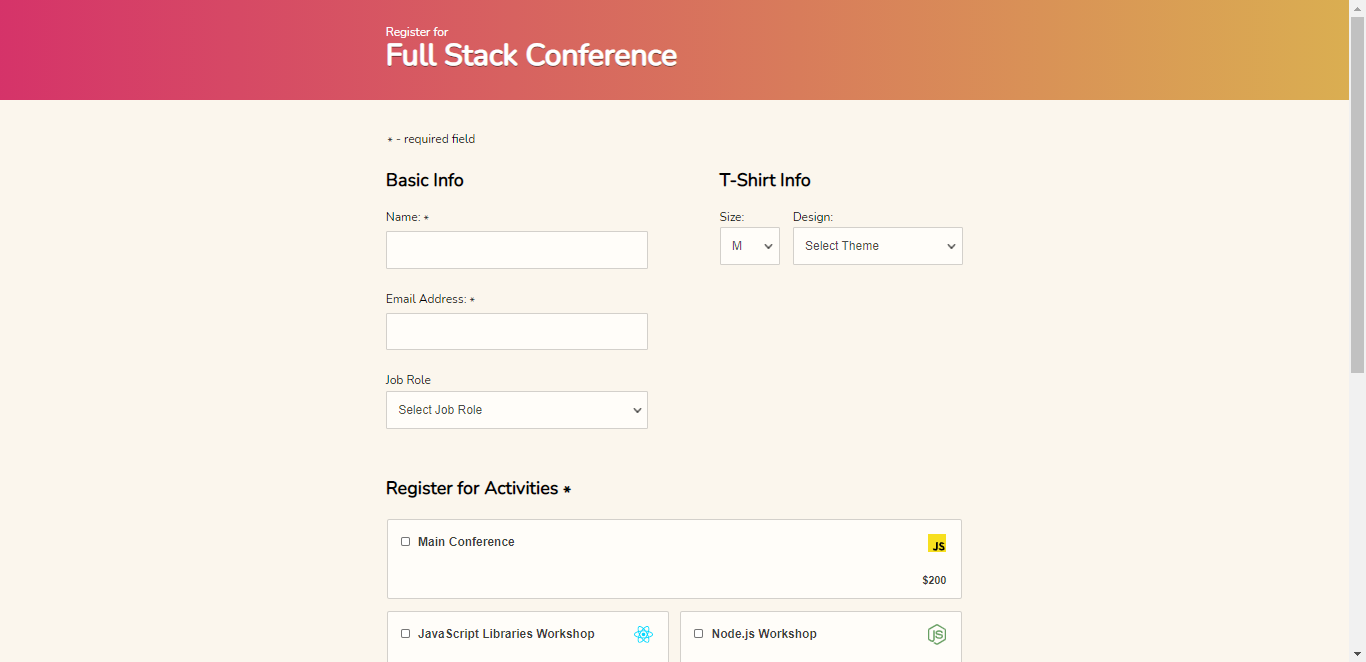 Register for
Full Stack Conference
* - required field
Basic Info
Name: *
Email Address: *
Job Role
Select Job Role
T-Shirt Info
Size:
Design:
M
Select Theme
Register for Activities *
Main Conference
JS
$200
JavaScript Libraries Workshop
Node.js Workshop
JS